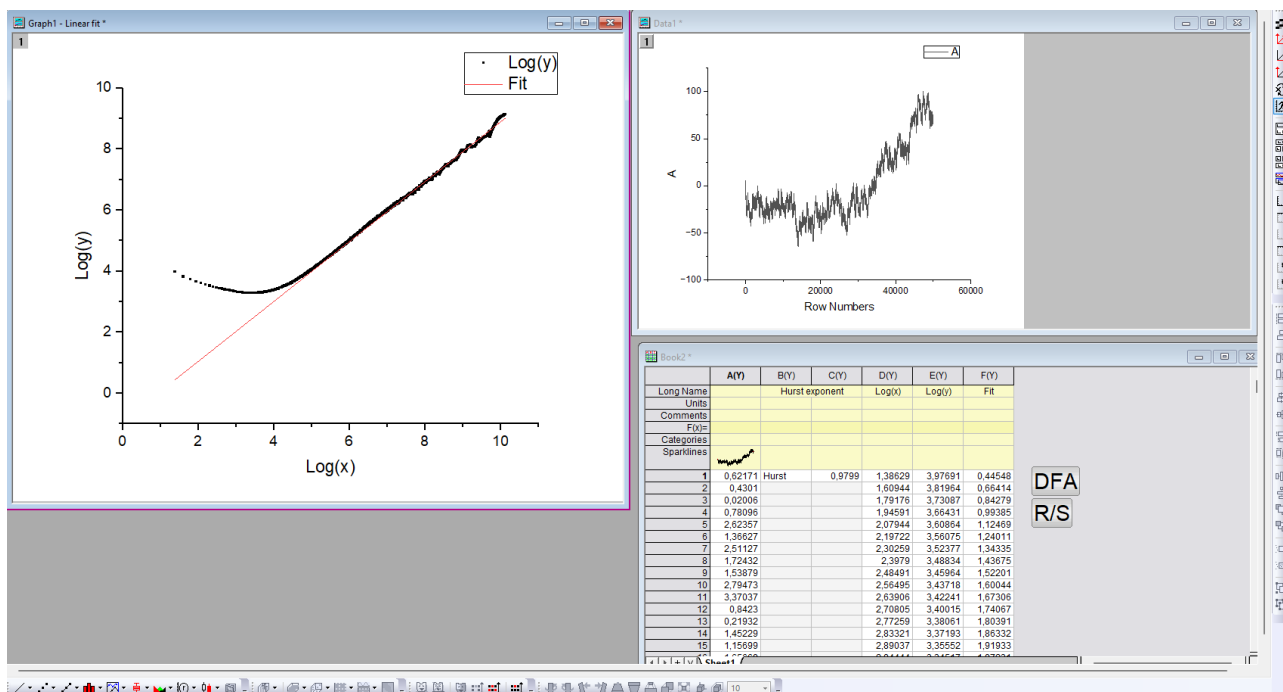 Graph1 - Linear fit *
1
Log(y)
Fit
10
8
6
4
2
0
Log(y)
0 2 4 6 8 10
Log(x)
Data1 *
1
A
100
50
0
−50
−100
A
0 20000 40000 60000
Row Numbers
Book2 *
A(Y) B(Y) C(Y) D(Y) E(Y) F(Y)
Long Name Hurst exponent Log(x) Log(y) Fit
Units
Comments
F(x)=
Categories
Sparklines
1 0,62171 Hurst 0,9799 1,38629 3,97691 0,44548
2 0,4301 1,60944 3,81964 0,66414
3 0,02006 1,79176 3,73087 0,84279
4 0,78096 1,94591 3,66431 0,99385
5 2,62357 2,07944 3,60864 1,12469
6 1,36627 2,19722 3,56075 1,24011
7 2,51127 2,30259 3,52377 1,34335
8 1,72432 2,3979 3,48834 1,43675
9 1,53879 2,48491 3,45964 1,52201
10 2,79473 2,56495 3,43718 1,60044
11 3,37037 2,63906 3,42241 1,67306
12 0,8423 2,70805 3,40015 1,74067
13 0,21932 2,77259 3,38061 1,80391
14 1,45229 2,83321 3,37193 1,86332
15 1,15699 2,89037 3,35552 1,91933
Sheet1
DFA
R/S
10